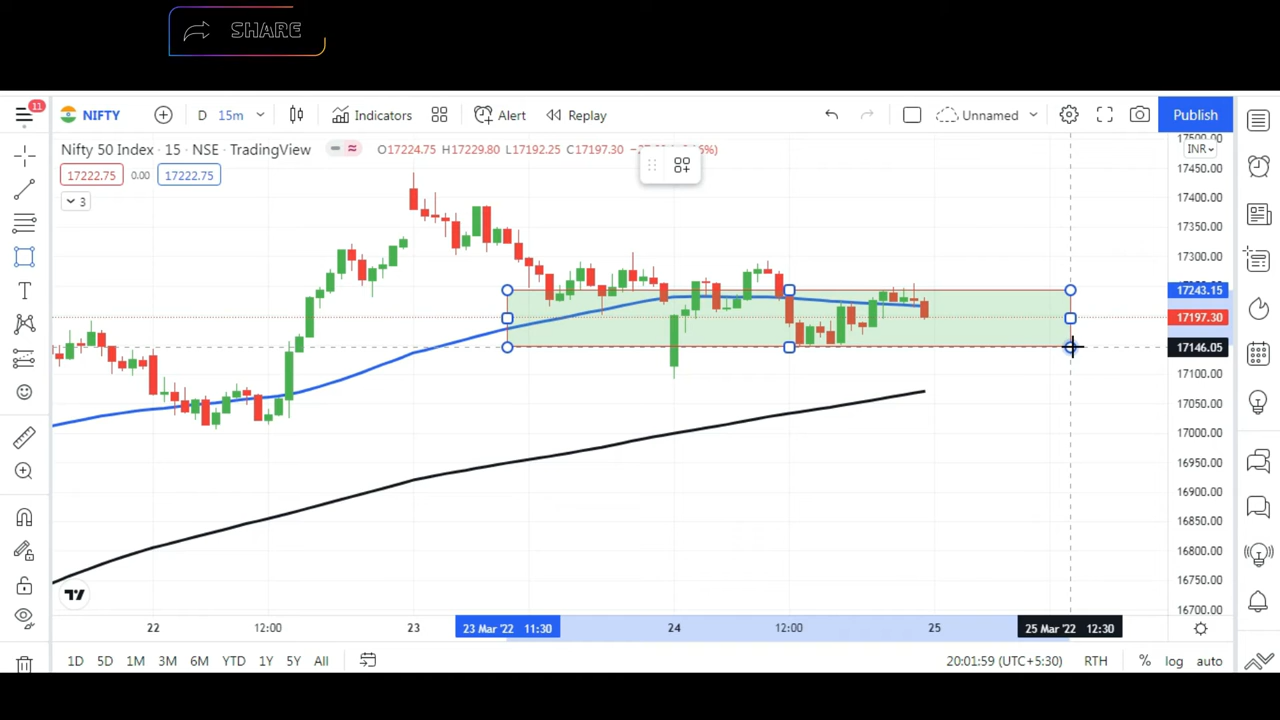 SHARE
11
NIFTY
D 15m
Indicators
Alert
Replay
Unnamed
Publish
Nifty 50 Index · 15 · NSE · TradingView
O17224.75 H17229.80 L17192.25 C17197.30
17222.75 0.00 17222.75
3
17500.00
INR
17450.00
17400.00
17350.00
17300.00
17243.15
17197.30
17146.05
17100.00
17050.00
17000.00
16950.00
16900.00
16850.00
16800.00
16750.00
16700.00
22 12:00 23 23 Mar '22 11:30 24 12:00 25 25 Mar '22 12:30
1D 5D 1M 3M 6M YTD 1Y 5Y All
20:01:59 (UTC+5:30) RTH % log auto